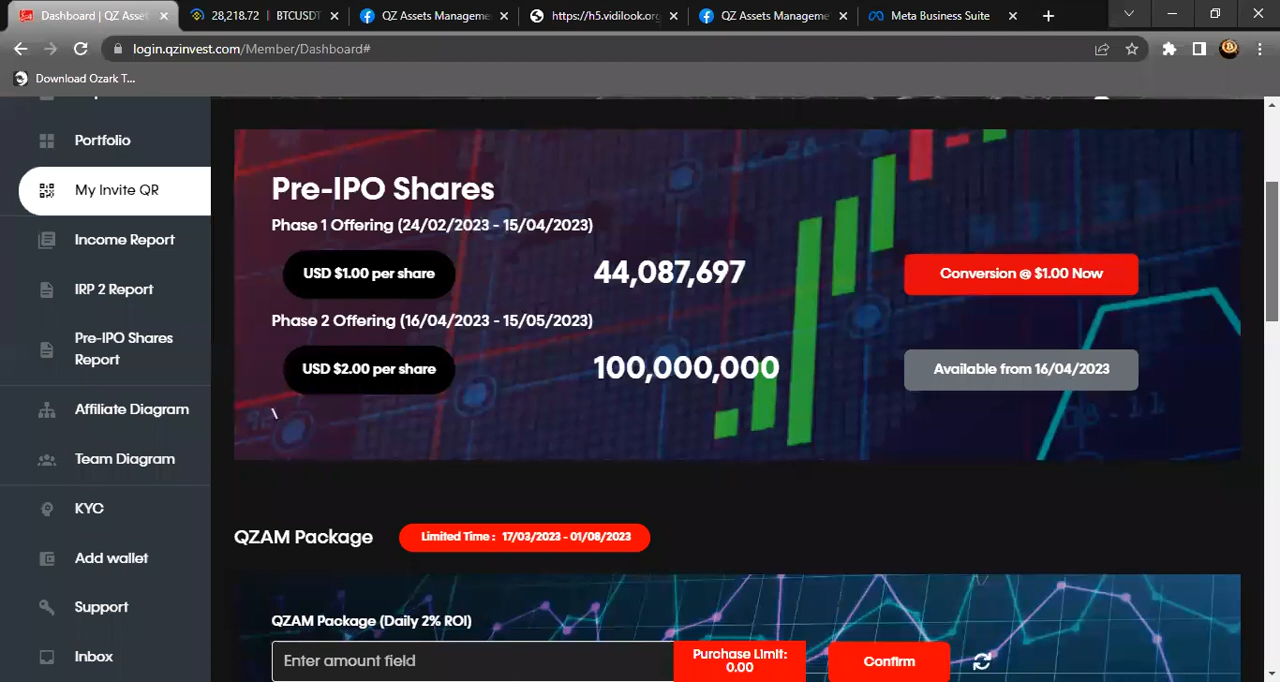 Dashboard | QZ Asset
28,218.72 | BTCUSDT
QZ Assets Manageme
https://h5.vidilook.org
QZ Assets Manageme
Meta Business Suite
login.qzinvest.com/Member/Dashboard#
Download Ozark T...
Portfolio
My Invite QR
Income Report
IRP 2 Report
Pre-IPO Shares
Report
Affiliate Diagram
Team Diagram
KYC
Add wallet
Support
Inbox
Pre-IPO Shares
Phase 1 Offering (24/02/2023 - 15/04/2023)
USD $1.00 per share
44,087,697
Conversion @ $1.00 Now
Phase 2 Offering (16/04/2023 - 15/05/2023)
USD $2.00 per share
100,000,000
Available from 16/04/2023
\
QZAM Package
Limited Time : 17/03/2023 - 01/08/2023
QZAM Package (Daily 2% ROI)
Enter amount field
Purchase Limit:
0.00
Confirm